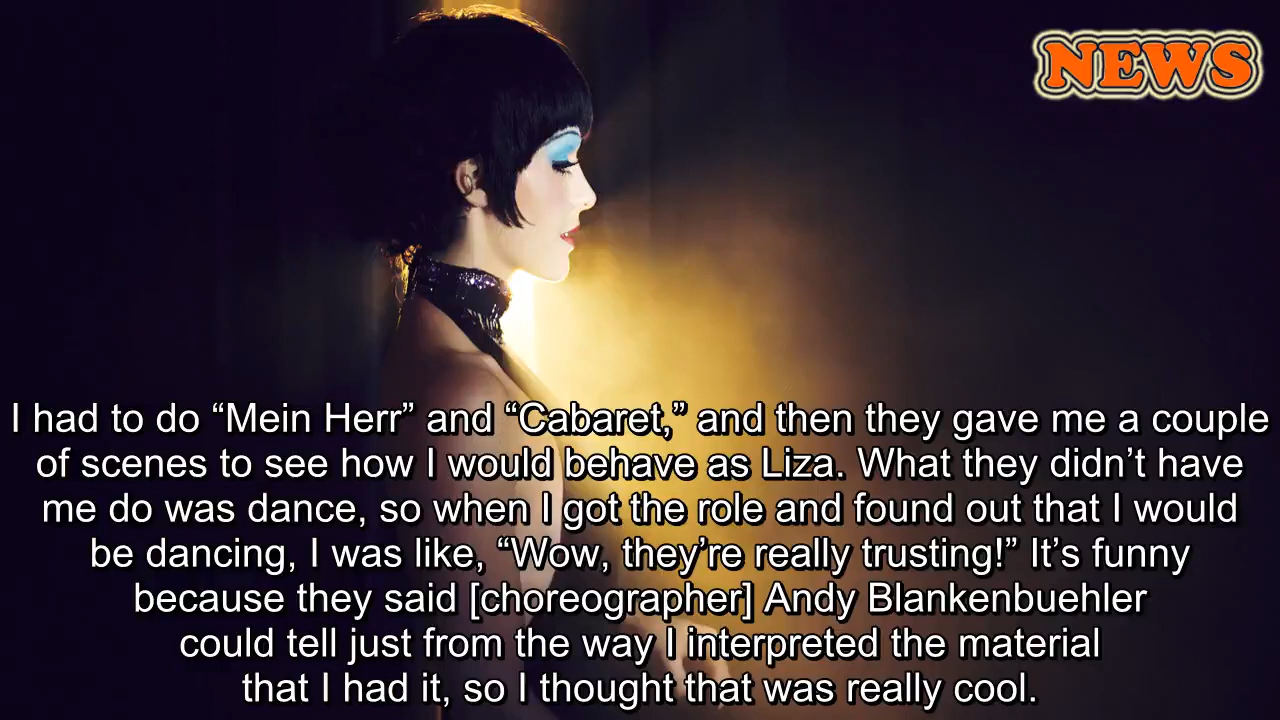 NEWS
I had to do “Mein Herr” and “Cabaret,” and then they gave me a couple
of scenes to see how I would behave as Liza. What they didn’t have
me do was dance, so when I got the role and found out that I would
be dancing, I was like, “Wow, they’re really trusting!” It’s funny
because they said [choreographer] Andy Blankenbuehler
could tell just from the way I interpreted the material
that I had it, so I thought that was really cool.